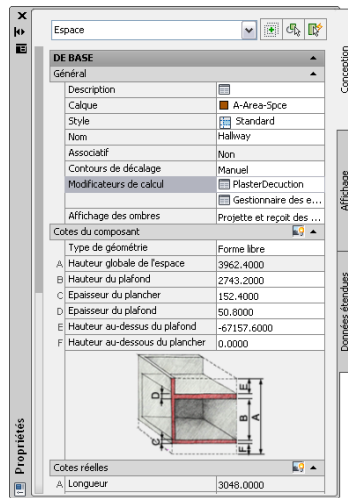 Espace
DE BASE
Général
Description
Calque A-Area-Spce
Style Standard
Nom Hallway
Associatif Non
Contours de décalage Manuel
Modificateurs de calcul PlasterDecuction
Gestionnaire des e...
Affichage des ombres Projette et reçoit des ...
Cotes du composant
Type de géométrie Forme libre
A Hauteur globale de l'espace 3962.4000
B Hauteur du plafond 2743.2000
C Epaisseur du plancher 152.4000
D Epaisseur du plafond 50.8000
E Hauteur au-dessus du plafond -67157.6000
F Hauteur au-dessous du plancher 0.0000
D E B A C F
Cotes réelles
A Longueur 3048.0000
Conception
Affichage
Données étendues
Propriétés